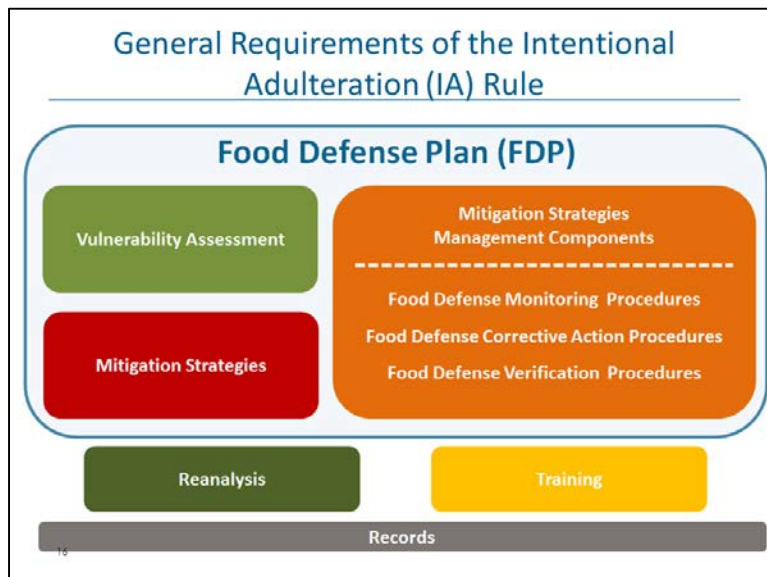 General Requirements of the Intentional
Adulteration (IA) Rule
Food Defense Plan (FDP)
Vulnerability Assessment
Mitigation Strategies
Mitigation Strategies
Management Components
Food Defense Monitoring Procedures
Food Defense Corrective Action Procedures
Food Defense Verification Procedures
Reanalysis
Training
Records
16